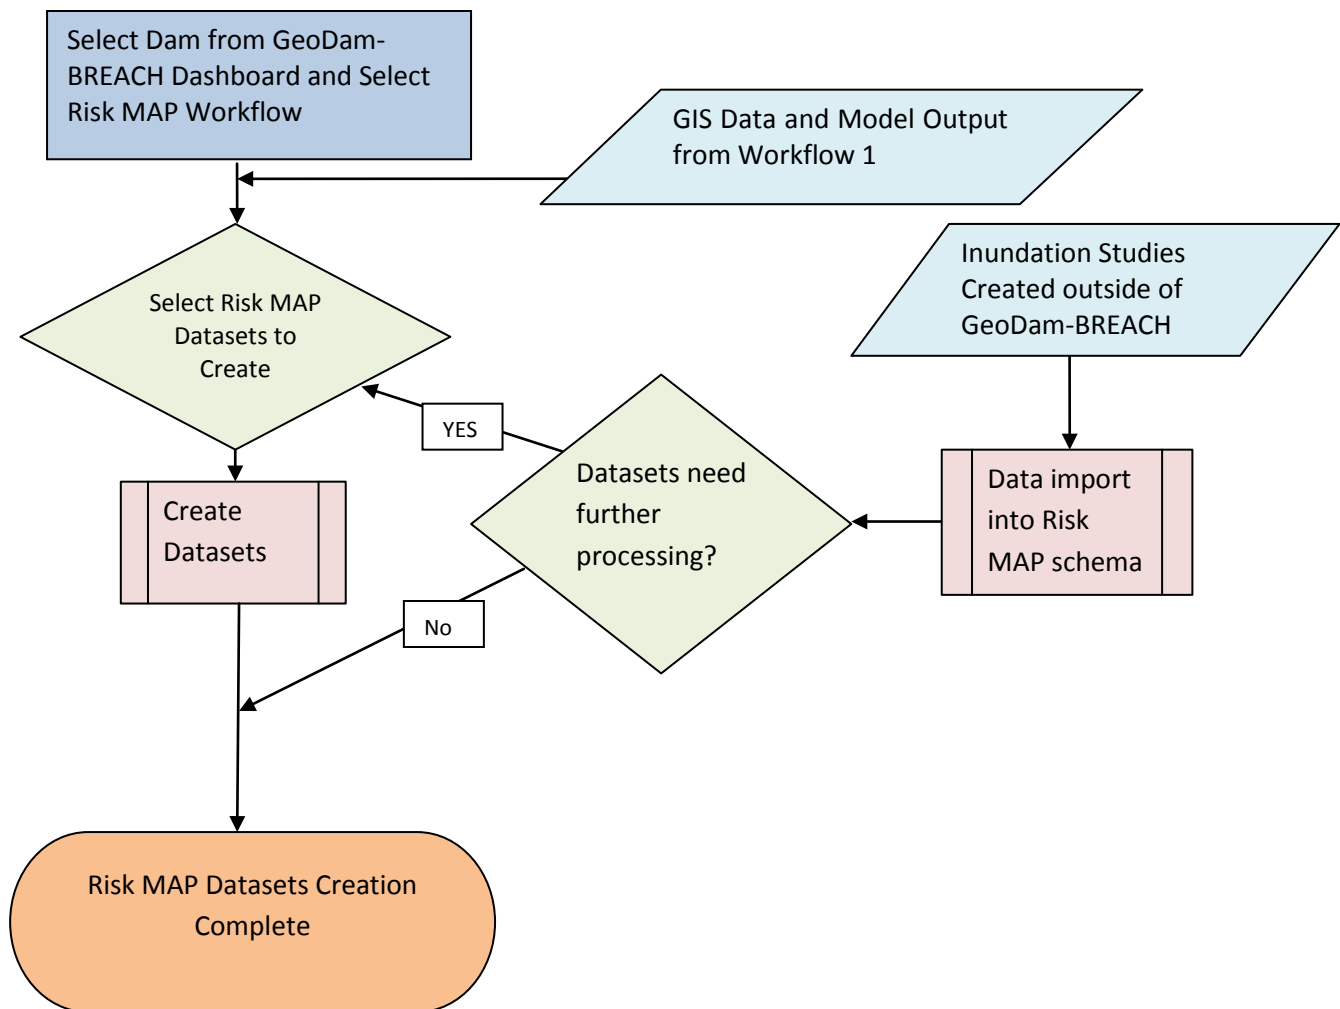 Select Dam from GeoDam-
BREACH Dashboard and Select
Risk MAP Workflow
GIS Data and Model Output
from Workflow 1
Inundation Studies
Created outside of
GeoDam-BREACH
Select Risk MAP
Datasets to
Create
YES
Datasets need
further
processing?
Data import
into Risk
MAP schema
Create
Datasets
No
Risk MAP Datasets Creation
Complete